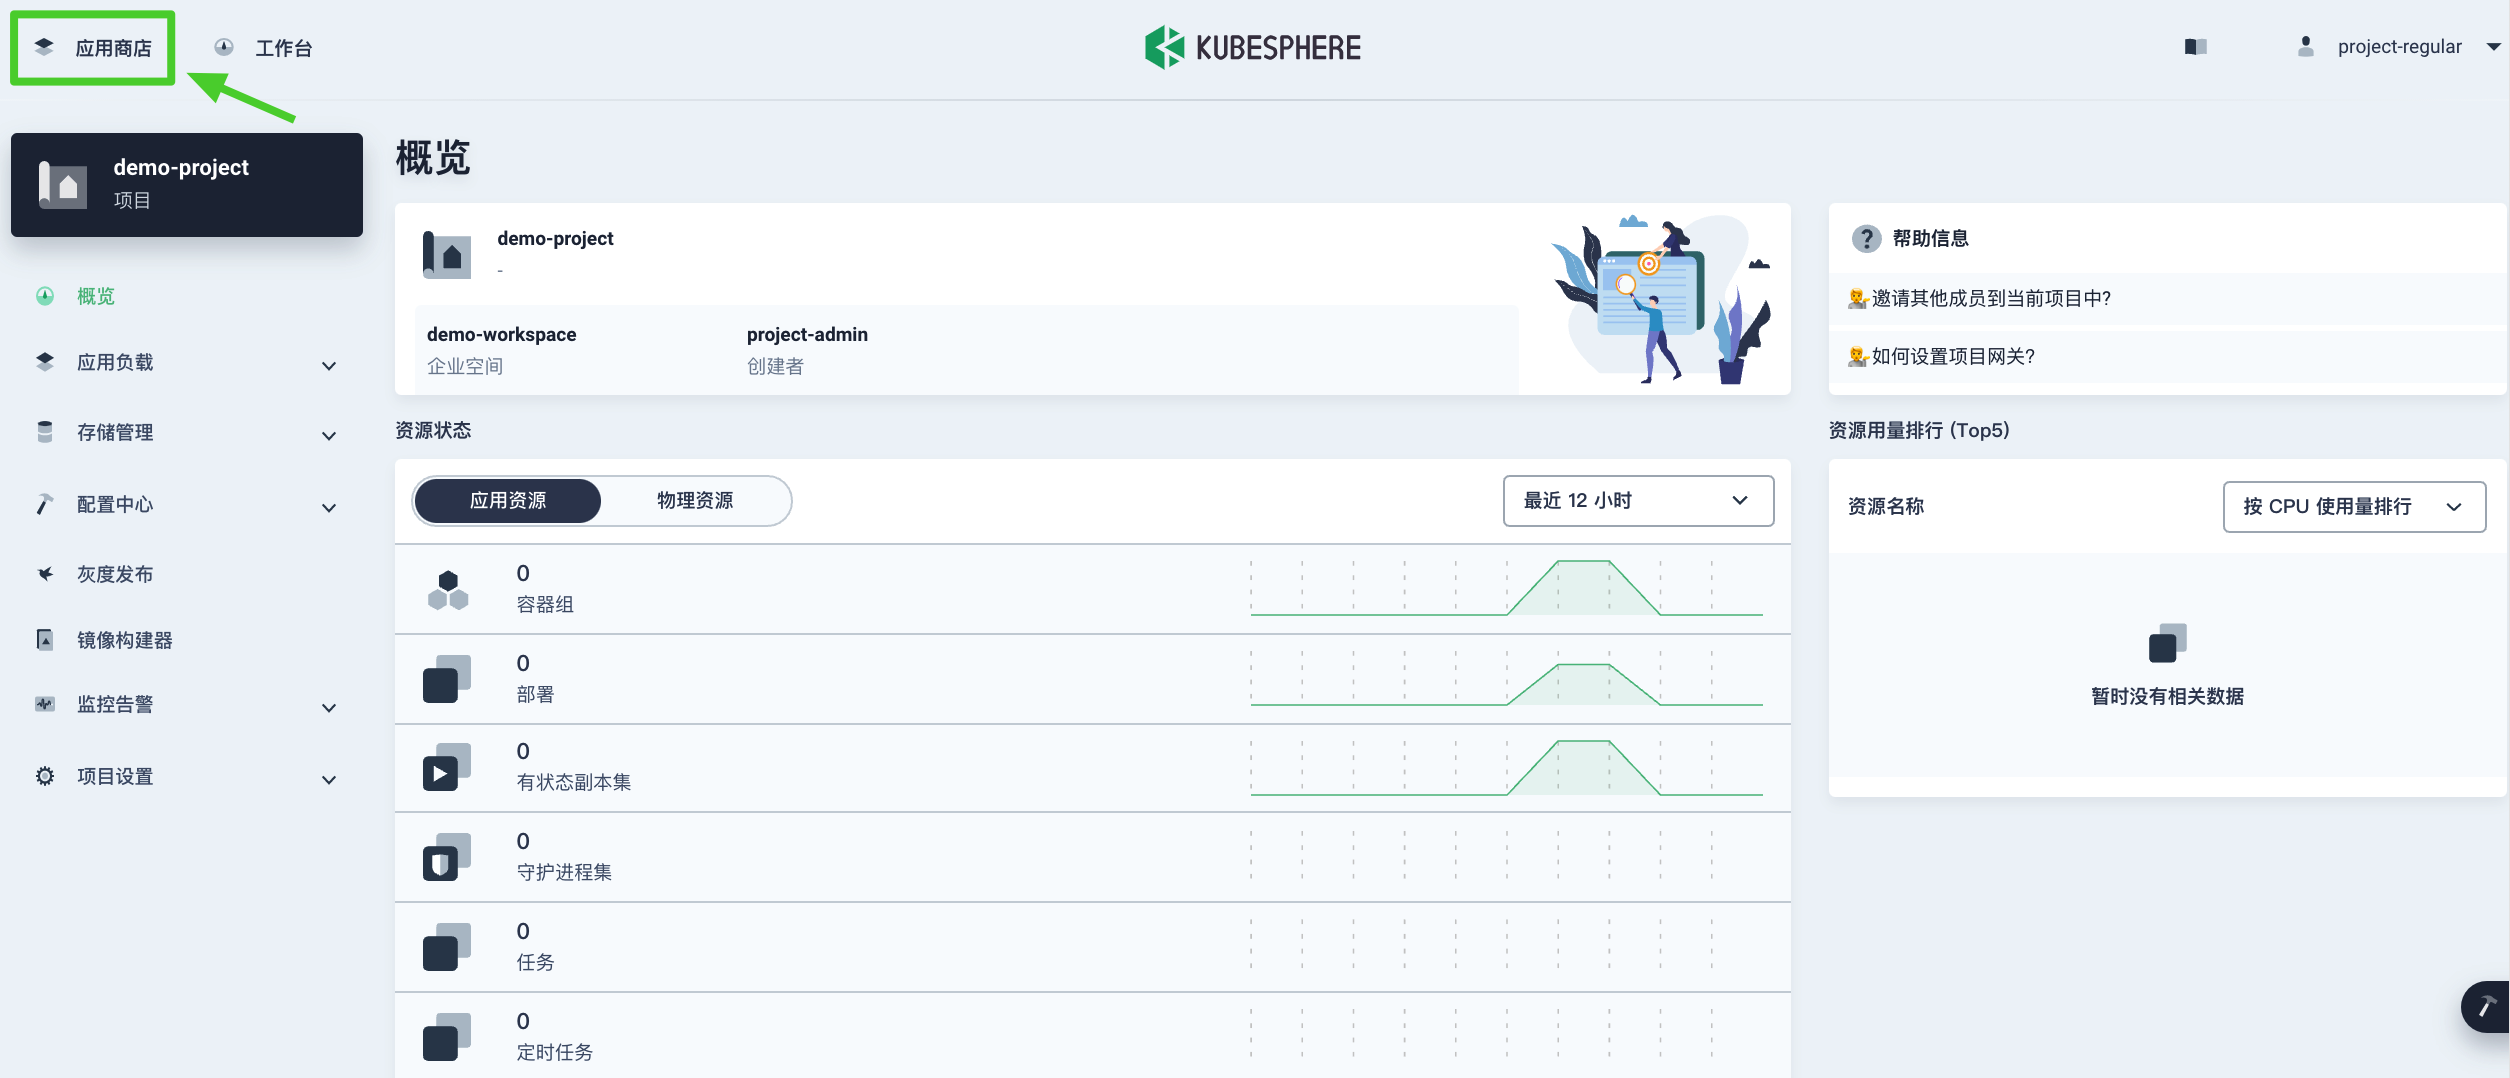 应用商店
工作台
KUBESPHERE
project-regular
demo-project
项目
概览
应用负载
存储管理
配置中心
灰度发布
镜像构建器
监控告警
项目设置
概览
demo-project
-
demo-workspace
企业空间
project-admin
创建者
帮助信息
邀请其他成员到当前项目中?
如何设置项目网关?
资源状态
应用资源
物理资源
最近 12 小时
0
容器组
0
部署
0
有状态副本集
0
守护进程集
0
任务
0
定时任务
资源用量排行 (Top5)
资源名称
按 CPU 使用量排行
暂时没有相关数据